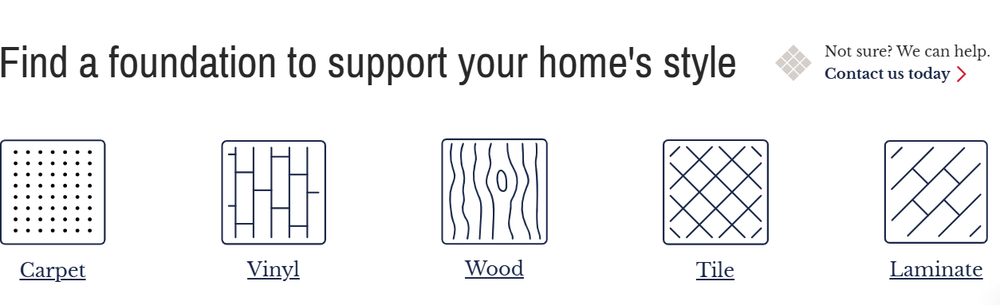 Find a foundation to support your home's style
Not sure? We can help.
Contact us today
Carpet
Vinyl
Wood
Tile
Laminate